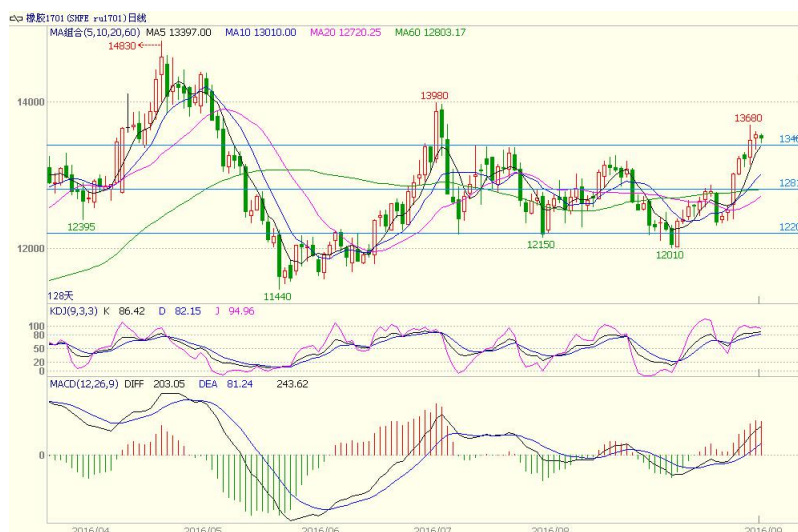 橡胶1701(SHFE ru1701)日线
MA组合(5,10,20,60) MA5 13397.00 MA10 13010.00 MA20 12720.25 MA60 12803.17
14830
14000
13980
13680
12395
12150
12010
12000
11440
128天
KDJ(9,3,3) K 86.42 D 82.15 J 94.96
100
80
50
20
0
MACD(12,26,9) DIFF 203.05 DEA 81.24 243.62
0
2016/04 2016/05 2016/06 2016/07 2016/08 2016/09